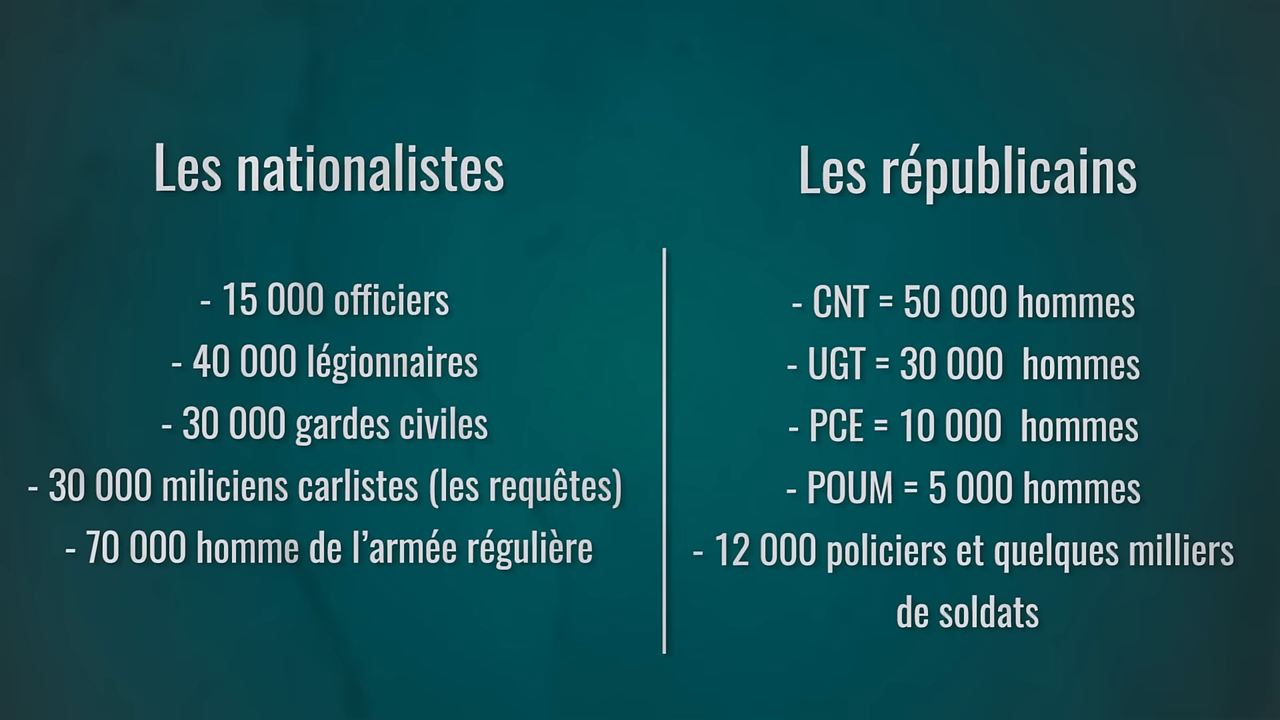 Les nationalistes
- 15 000 officiers
- 40 000 légionnaires
- 30 000 gardes civiles
- 30 000 miliciens carlistes (les requêtes)
- 70 000 homme de l’armée régulière
Les républicains
- CNT = 50 000 hommes
- UGT = 30 000  hommes
- PCE = 10 000  hommes
- POUM = 5 000 hommes
- 12 000 policiers et quelques milliers
de soldats